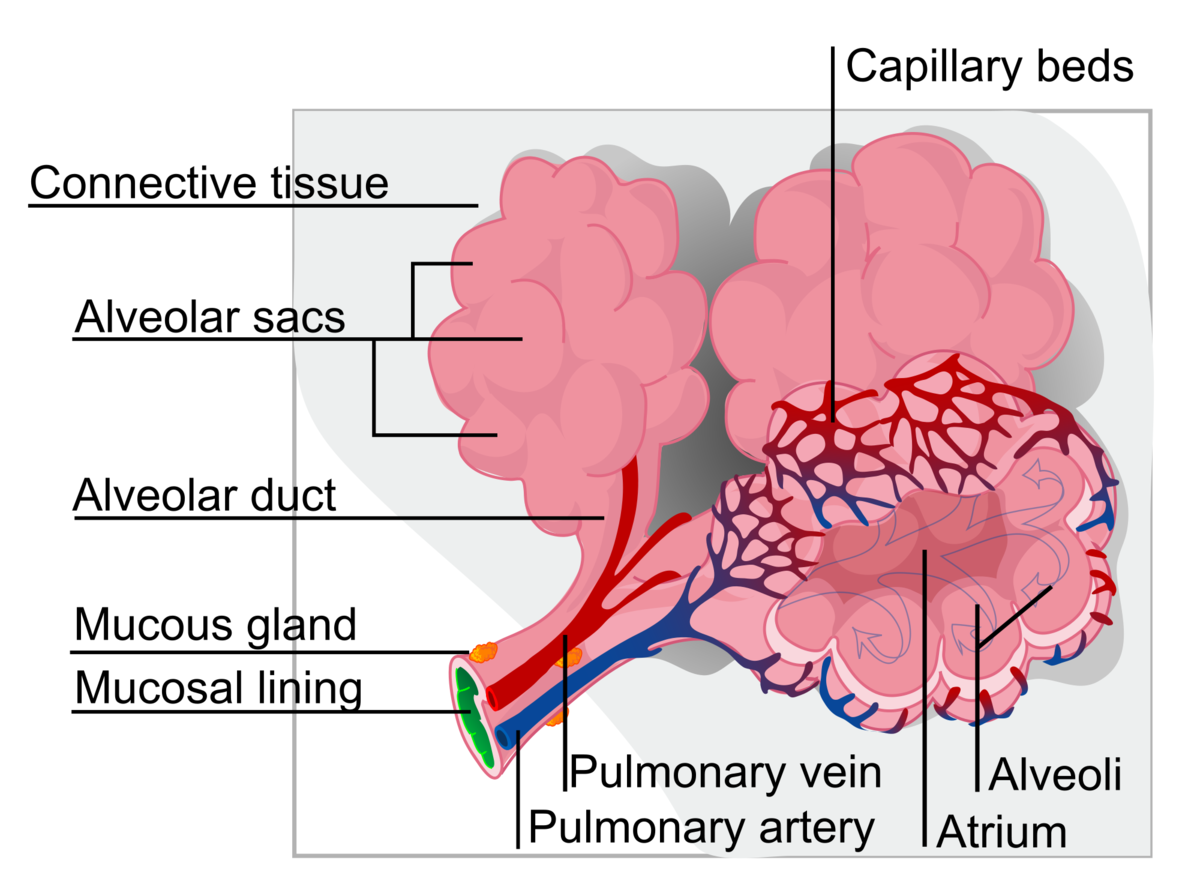 Capillary beds
Connective tissue
Alveolar sacs
Alveolar duct
Mucous gland
Mucosal lining
Pulmonary vein
Alveoli
Pulmonary artery
Atrium